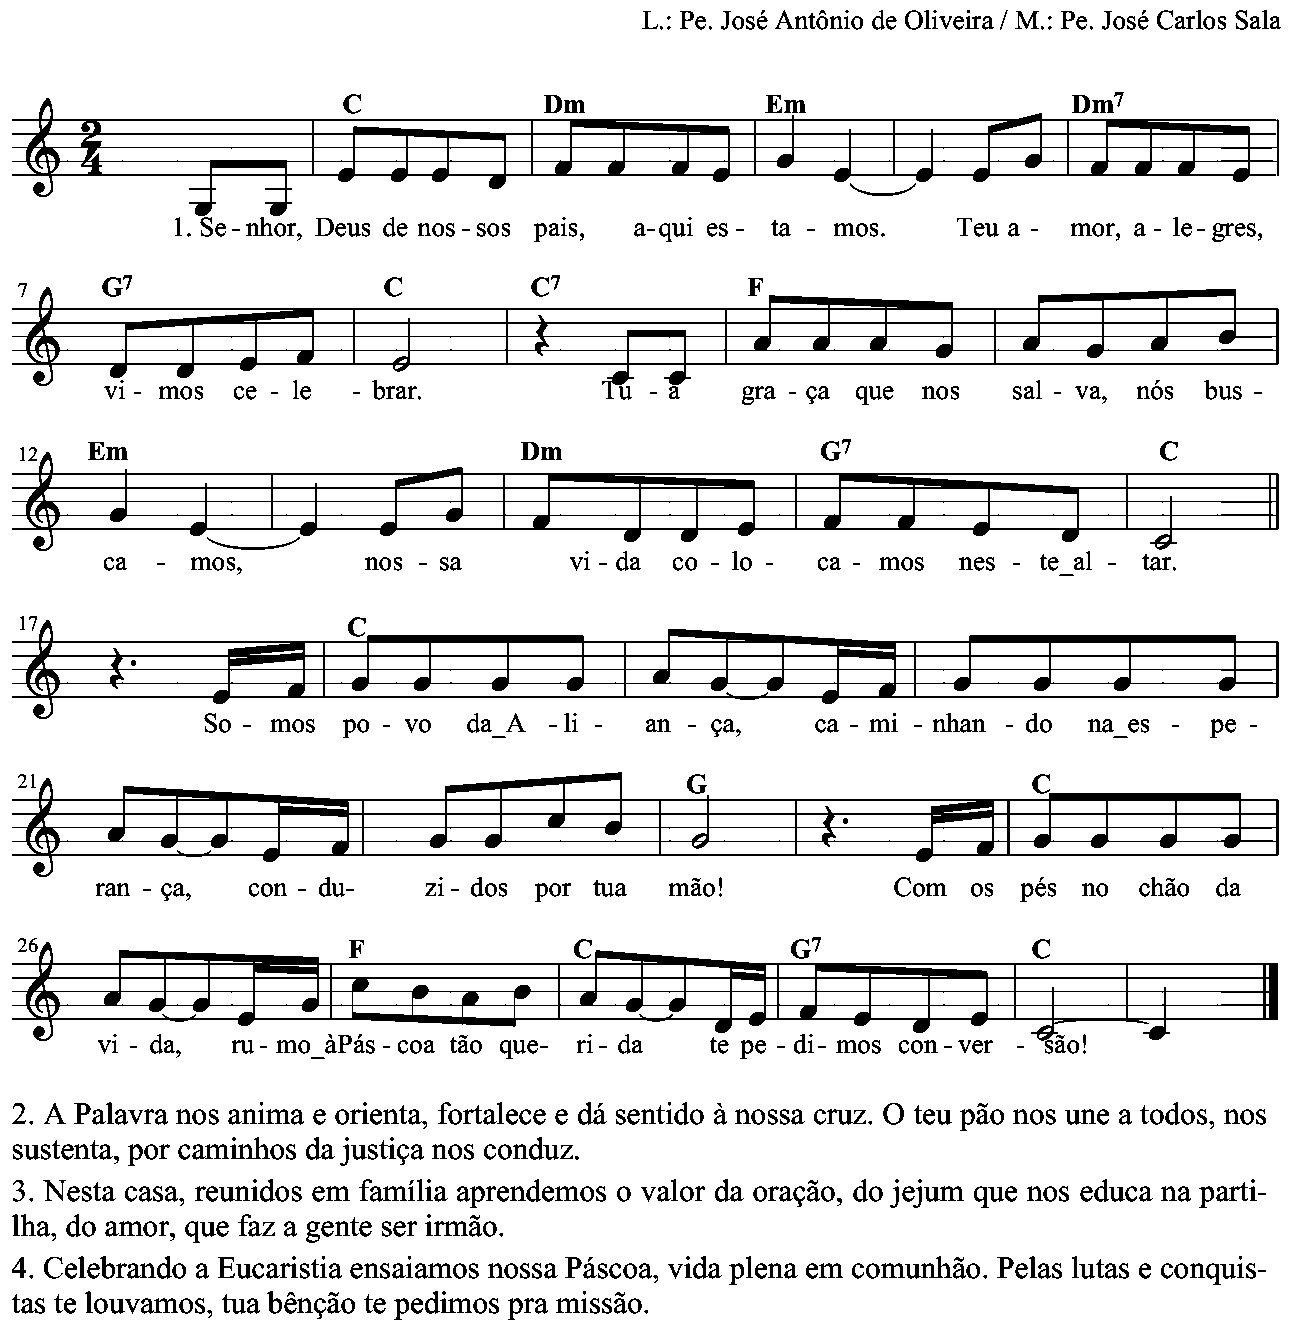 L.: Pe. José Antônio de Oliveira / M.: Pe. José Carlos Sala
C Dm Em Dm7
2
4
1. Se - nhor, Deus de nos - sos pais, a - qui es - ta - mos. Teu a - mor, a - le - gres,
7 G7 C C7 F
vi - mos ce - le - brar. Tu - a gra - ça que nos sal - va, nós bus -
12 Em Dm G7 C
ca - mos, nos - sa vi - da co - lo - ca - mos nes - te_al - tar.
17 C
So - mos po - vo da_A - li - an - ça, ca - mi - nhan - do na_es - pe -
21 G C
ran - ça, con - du- zi - dos por tua mão! Com os pés no chão da
26 F C G7 C
vi - da, ru - mo_àPás - coa tão que- ri - da te pe - di - mos con - ver - são!
2. A Palavra nos anima e orienta, fortalece e dá sentido à nossa cruz. O teu pão nos une a todos, nos
sustenta, por caminhos da justiça nos conduz.
3. Nesta casa, reunidos em família aprendemos o valor da oração, do jejum que nos educa na parti-
lha, do amor, que faz a gente ser irmão.
4. Celebrando a Eucaristia ensaiamos nossa Páscoa, vida plena em comunhão. Pelas lutas e conquis-
tas te louvamos, tua bênção te pedimos pra missão.